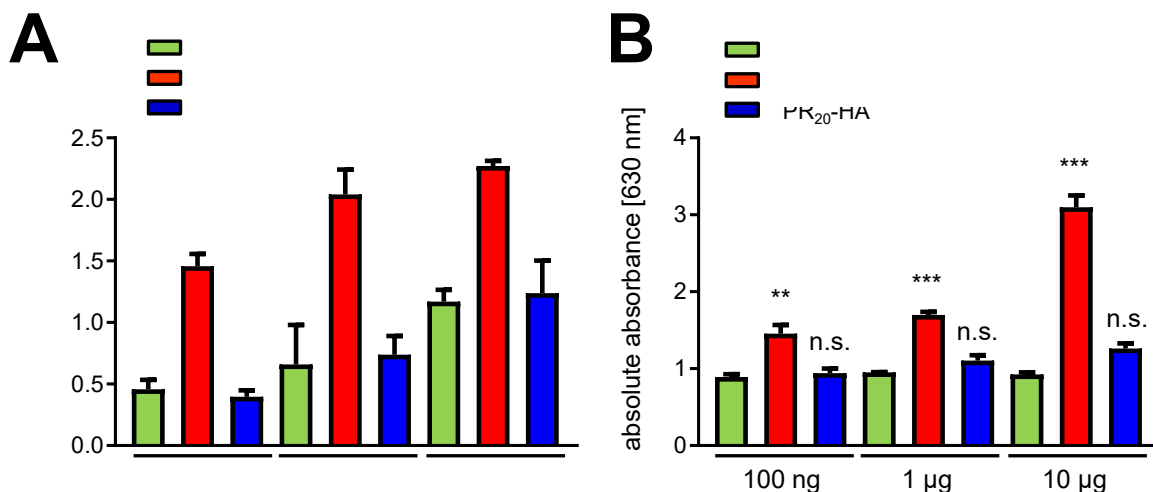 A
B
PR₂₀-HA
absolute absorbance [630 nm]
2.5
2.0
1.5
1.0
0.5
0.0
4
3
2
1
0
**
n.s.
***
n.s.
***
n.s.
100 ng
1 µg
10 µg